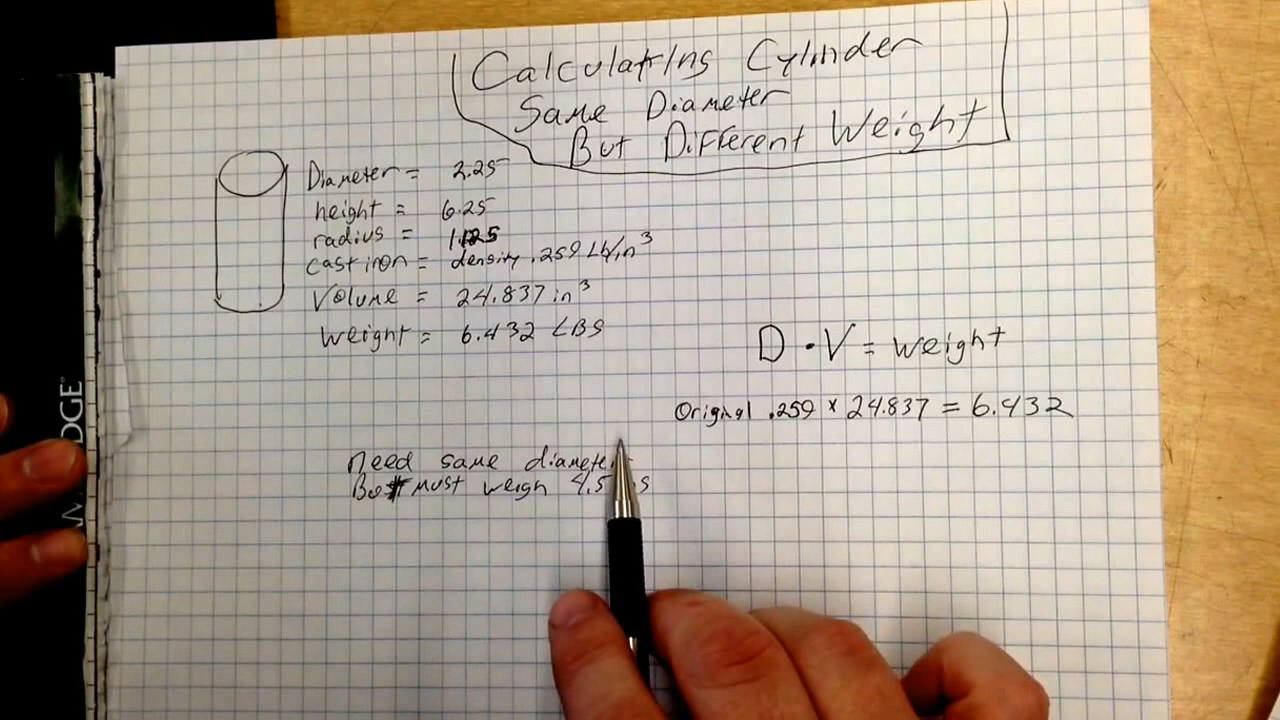 Calculating Cylinder
Same Diameter
But Different Weight
Diameter = 2.25
height = 6.25
radius = 1.125
cast iron = density .259 Lb/in³
Volume = 24.837 in³
weight = 6.432 LBS
D • V = weight
Original .259 × 24.837 = 6.432
need same diameter
But must weigh 4.5